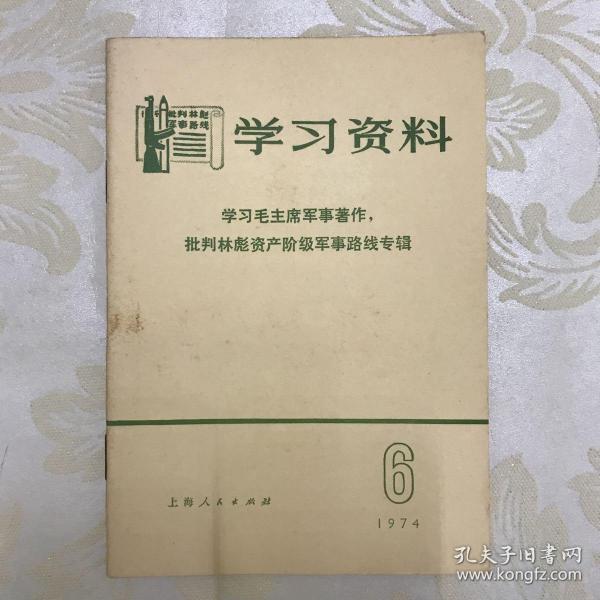 批判林彪
军事路线
学习资料
学习毛主席军事著作，
批判林彪资产阶级军事路线专辑
6
上海人民出版社
1974
孔夫子旧书网
www.kongfz.com